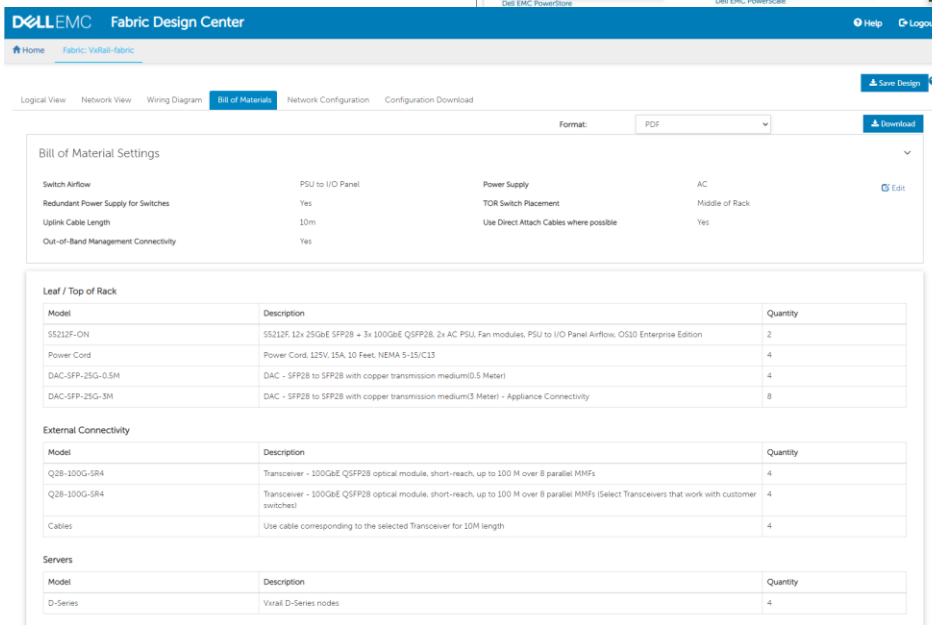 Dell EMC PowerStore Dell EMC PowerScale
DELLEMC Fabric Design Center Help Logou
Home Fabric: VxRail-fabric
Save Design
Logical View Network View Wiring Diagram Bill of Materials Network Configuration Configuration Download
Format: PDF Download
Bill of Material Settings
Switch Airflow PSU to I/O Panel Power Supply AC Edit
Redundant Power Supply for Switches Yes TOR Switch Placement Middle of Rack
Uplink Cable Length 10m Use Direct Attach Cables where possible Yes
Out-of-Band Management Connectivity Yes
Leaf / Top of Rack
Model Description Quantity
S5212F-ON S5212F, 12x 25GbE SFP28 + 3x 100GbE QSFP28, 2x AC PSU, Fan modules, PSU to I/O Panel Airflow, OS10 Enterprise Edition 2
Power Cord Power Cord, 125V, 15A, 10 Feet, NEMA 5-15/C13 4
DAC-SFP-25G-0.5M DAC - SFP28 to SFP28 with copper transmission medium(0.5 Meter) 4
DAC-SFP-25G-3M DAC - SFP28 to SFP28 with copper transmission medium(3 Meter) - Appliance Connectivity 8
External Connectivity
Model Description Quantity
Q28-100G-SR4 Transceiver - 100GbE QSFP28 optical module, short-reach, up to 100 M over 8 parallel MMFs 4
Q28-100G-SR4 Transceiver - 100GbE QSFP28 optical module, short-reach, up to 100 M over 8 parallel MMFs (Select Transceivers that work with customer 4
switches)
Cables Use cable corresponding to the selected Transceiver for 10M length 4
Servers
Model Description Quantity
D-Series Vxrail D-Series nodes 4